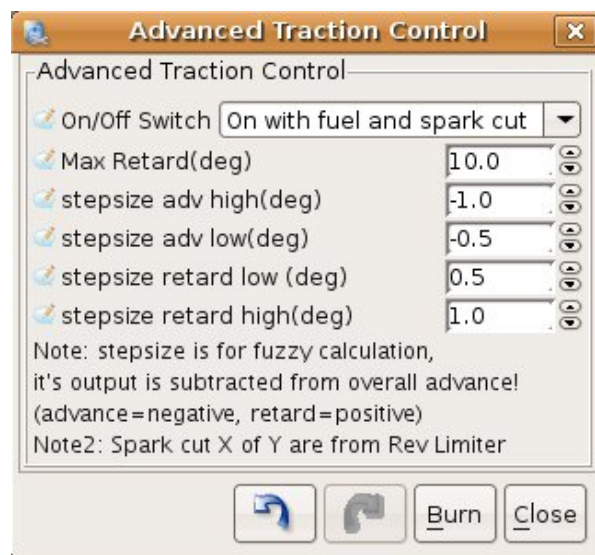 Advanced Traction Control
Advanced Traction Control
On/Off Switch On with fuel and spark cut
Max Retard(deg) 10.0
stepsize adv high(deg) -1.0
stepsize adv low(deg) -0.5
stepsize retard low (deg) 0.5
stepsize retard high(deg) 1.0
Note: stepsize is for fuzzy calculation,
it's output is subtracted from overall advance!
(advance=negative, retard=positive)
Note2: Spark cut X of Y are from Rev Limiter
Burn Close